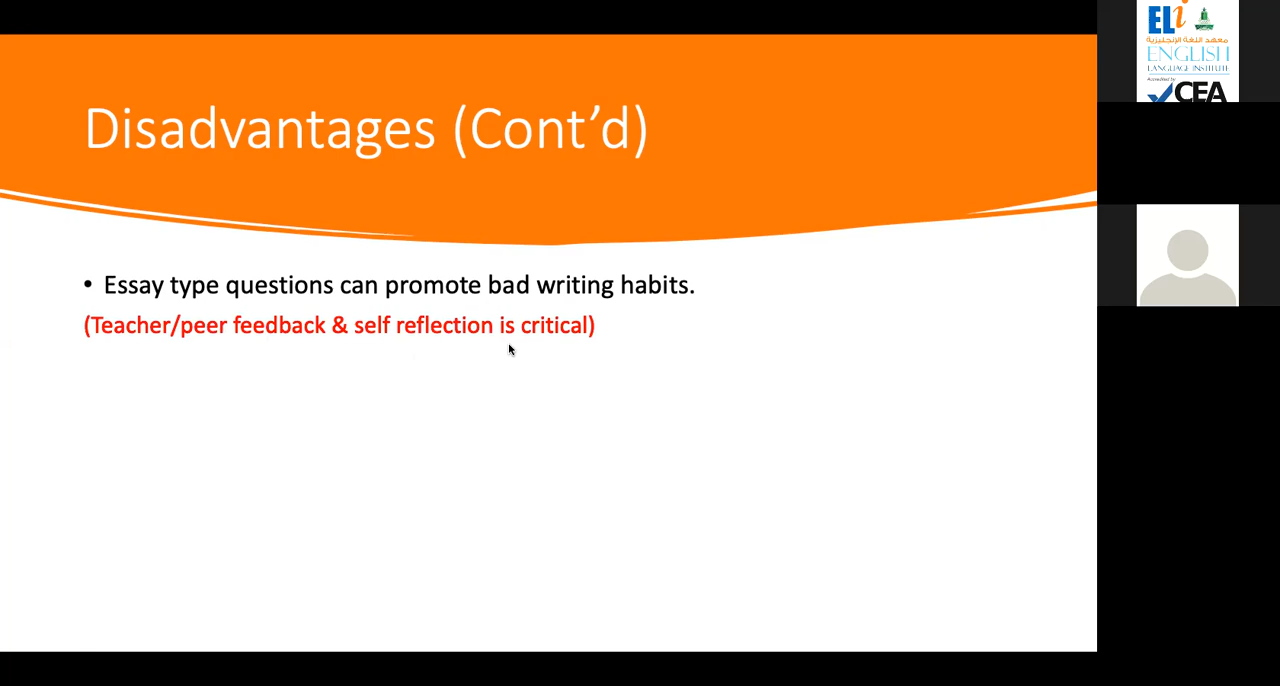 Disadvantages (Cont’d)
• Essay type questions can promote bad writing habits.
(Teacher/peer feedback & self reflection is critical)
ELi
معهد اللغة الإنجليزية
ENGLISH
LANGUAGE INSTITUTE
Accredited by
CEA